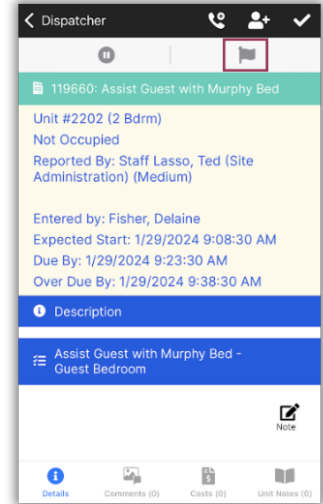 Dispatcher
119660: Assist Guest with Murphy Bed
Unit #2202 (2 Bdrm)
Not Occupied
Reported By: Staff Lasso, Ted (Site
Administration) (Medium)
Entered by: Fisher, Delaine
Expected Start: 1/29/2024 9:08:30 AM
Due By: 1/29/2024 9:23:30 AM
Over Due By: 1/29/2024 9:38:30 AM
Description
Assist Guest with Murphy Bed -
Guest Bedroom
Note
Details Comments (0) Costs (0) Unit Notes (0)